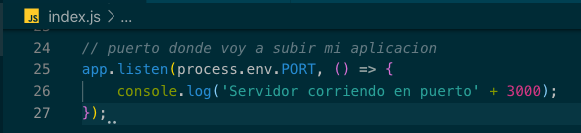 JS index.js > ...
24 // puerto donde voy a subir mi aplicacion
25 app.listen(process.env.PORT, () => {
26 console.log('Servidor corriendo en puerto' + 3000);
27 });